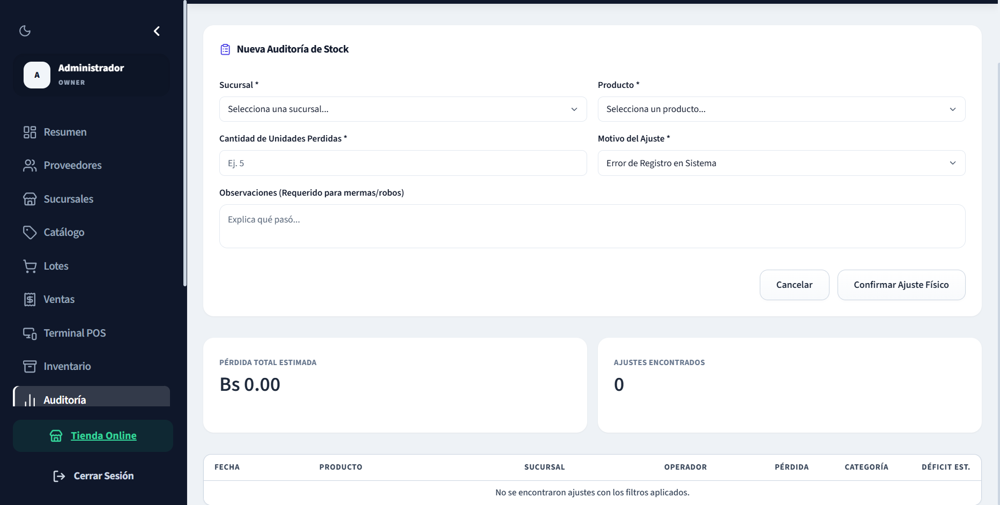 A
Administrador
OWNER
Resumen
Proveedores
Sucursales
Catálogo
Lotes
Ventas
Terminal POS
Inventario
Auditoría
Tienda Online
Cerrar Sesión
Nueva Auditoría de Stock
Sucursal *
Selecciona una sucursal...
Producto *
Selecciona un producto...
Cantidad de Unidades Perdidas *
Ej. 5
Motivo del Ajuste *
Error de Registro en Sistema
Observaciones (Requerido para mermas/robos)
Explica qué pasó...
Cancelar
Confirmar Ajuste Físico
PÉRDIDA TOTAL ESTIMADA
Bs 0.00
AJUSTES ENCONTRADOS
0
FECHA PRODUCTO SUCURSAL OPERADOR PÉRDIDA CATEGORÍA DÉFICIT EST.
No se encontraron ajustes con los filtros aplicados.